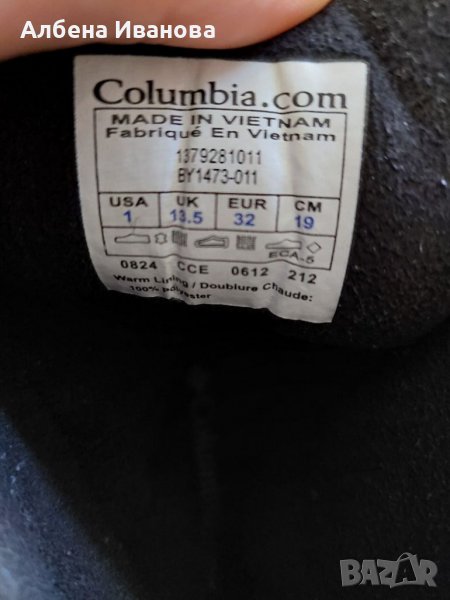 Албена Иванова
Columbia.com
MADE IN VIETNAM
Fabriqué En Vietnam
1379281011
BY1473-011
USA UK EUR CM
1 13.5 32 19
ECA-5
0824 CCE 0612 212
Warm Lining / Doublure Chaude:
100% Polyester
BAZAR